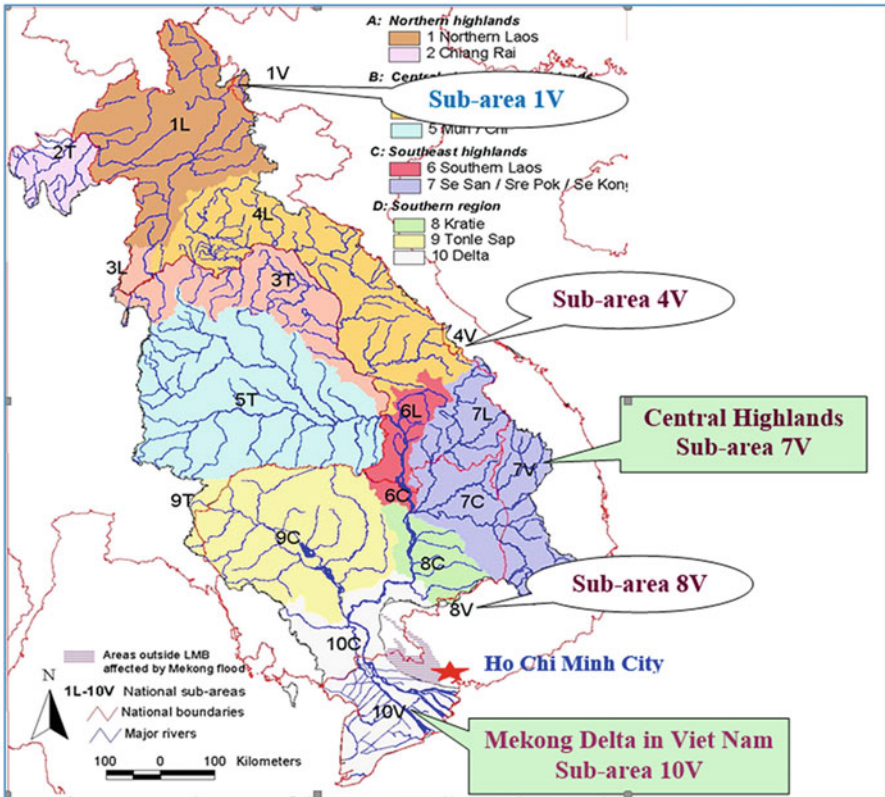 A: Northern highlands
1 Northern Laos
2 Chiang Rai
B: Central
5 Mun / Chi
C: Southeast highlands
6 Southern Laos
7 Se San / Sre Pok / Se Kong
D: Southern region
8 Kratie
9 Tonle Sap
10 Delta
1V
Sub-area 1V
1L
2T
4L
3L
3T
Sub-area 4V
4V
5T
6L
7L
Central Highlands
Sub-area 7V
7V
9T
6C
7C
9C
8C
Sub-area 8V
8V
10C
Ho Chi Minh City
10V
Mekong Delta in Viet Nam
Sub-area 10V
Areas outside LMB
affected by Mekong flood
N
1L-10V National sub-areas
National boundaries
Major rivers
100 0 100 Kilometers